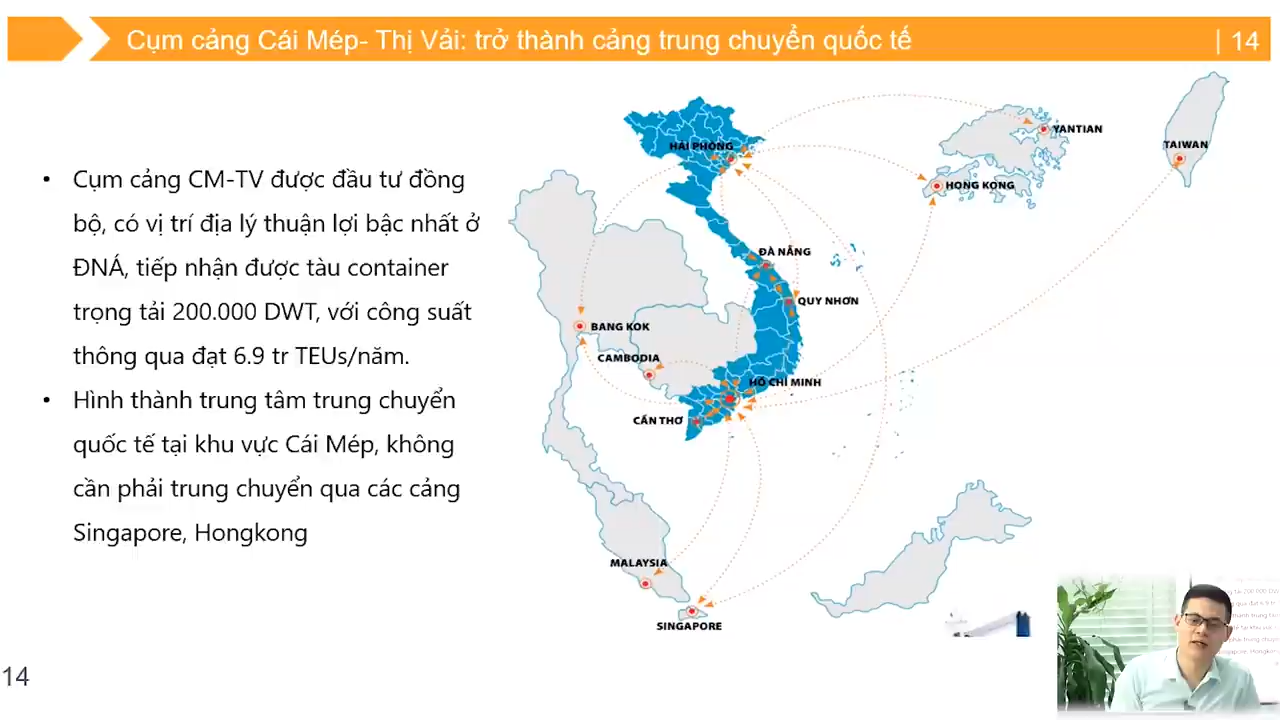 Cụm cảng Cái Mép- Thị Vải: trở thành cảng trung chuyển quốc tế
| 14
• Cụm cảng CM-TV được đầu tư đồng
bộ, có vị trí địa lý thuận lợi bậc nhất ở
ĐNÁ, tiếp nhận được tàu container
trọng tải 200.000 DWT, với công suất
thông qua đạt 6.9 tr TEUs/năm.
• Hình thành trung tâm trung chuyển
quốc tế tại khu vực Cái Mép, không
cần phải trung chuyển qua các cảng
Singapore, Hongkong
HẢI PHÒNG
YANTIAN
TAIWAN
HONG KONG
ĐÀ NẴNG
QUY NHƠN
BANG KOK
CAMBODIA
HỒ CHÍ MINH
CẦN THƠ
MALAYSIA
SINGAPORE
14